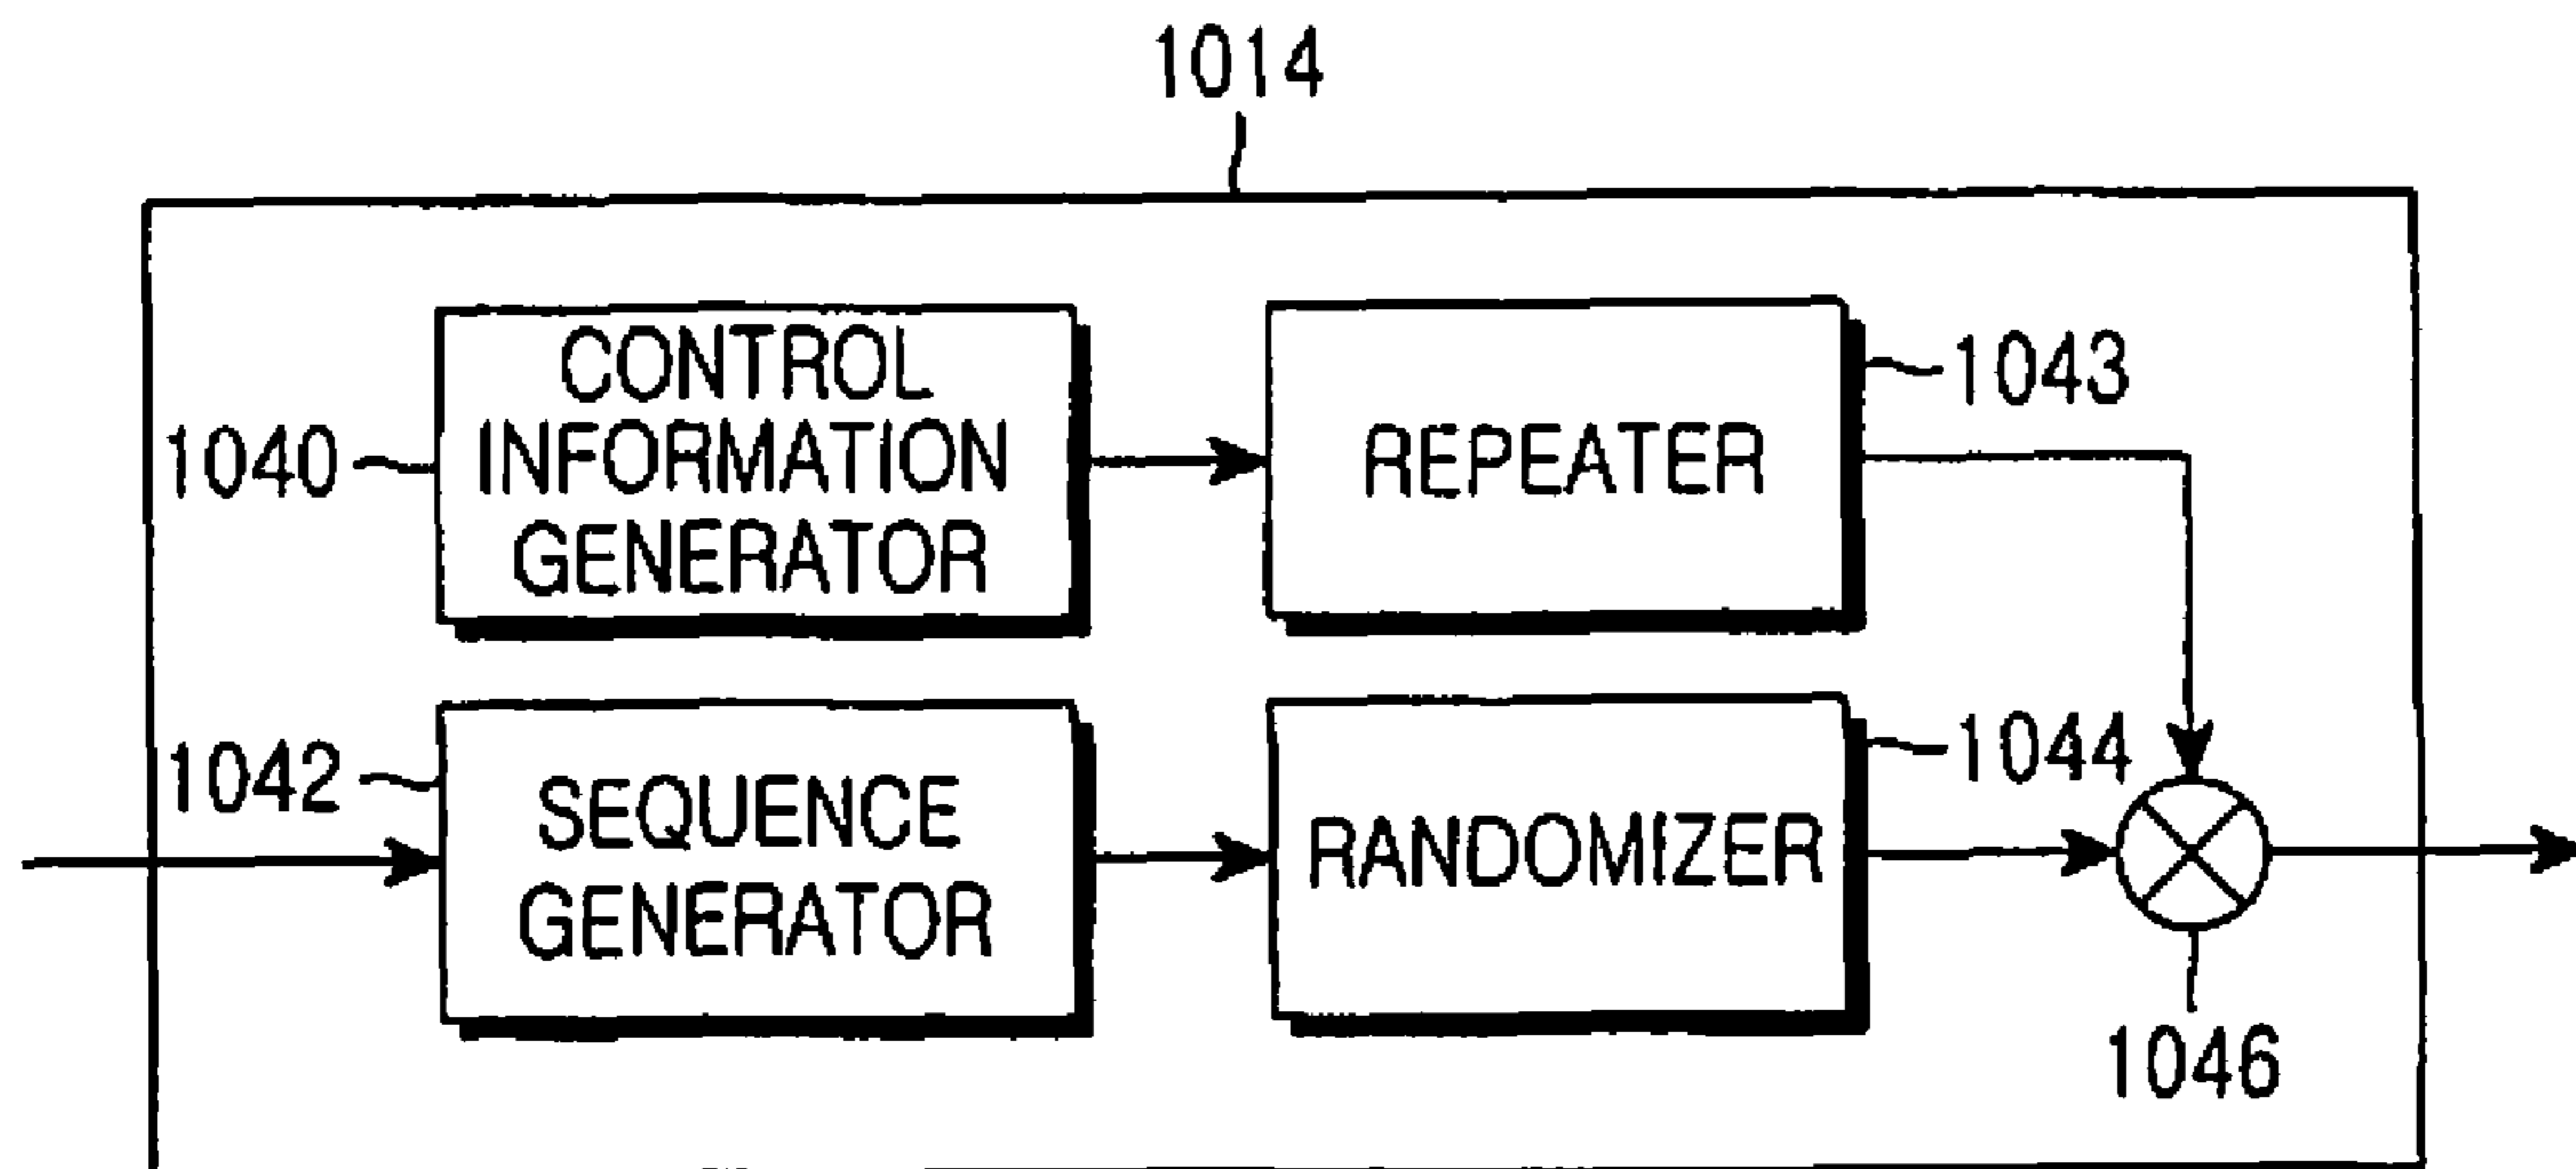 1014
CONTROL
INFORMATION
GENERATOR
1040
REPEATER
1043
1042
SEQUENCE
GENERATOR
RANDOMIZER
1044
1046